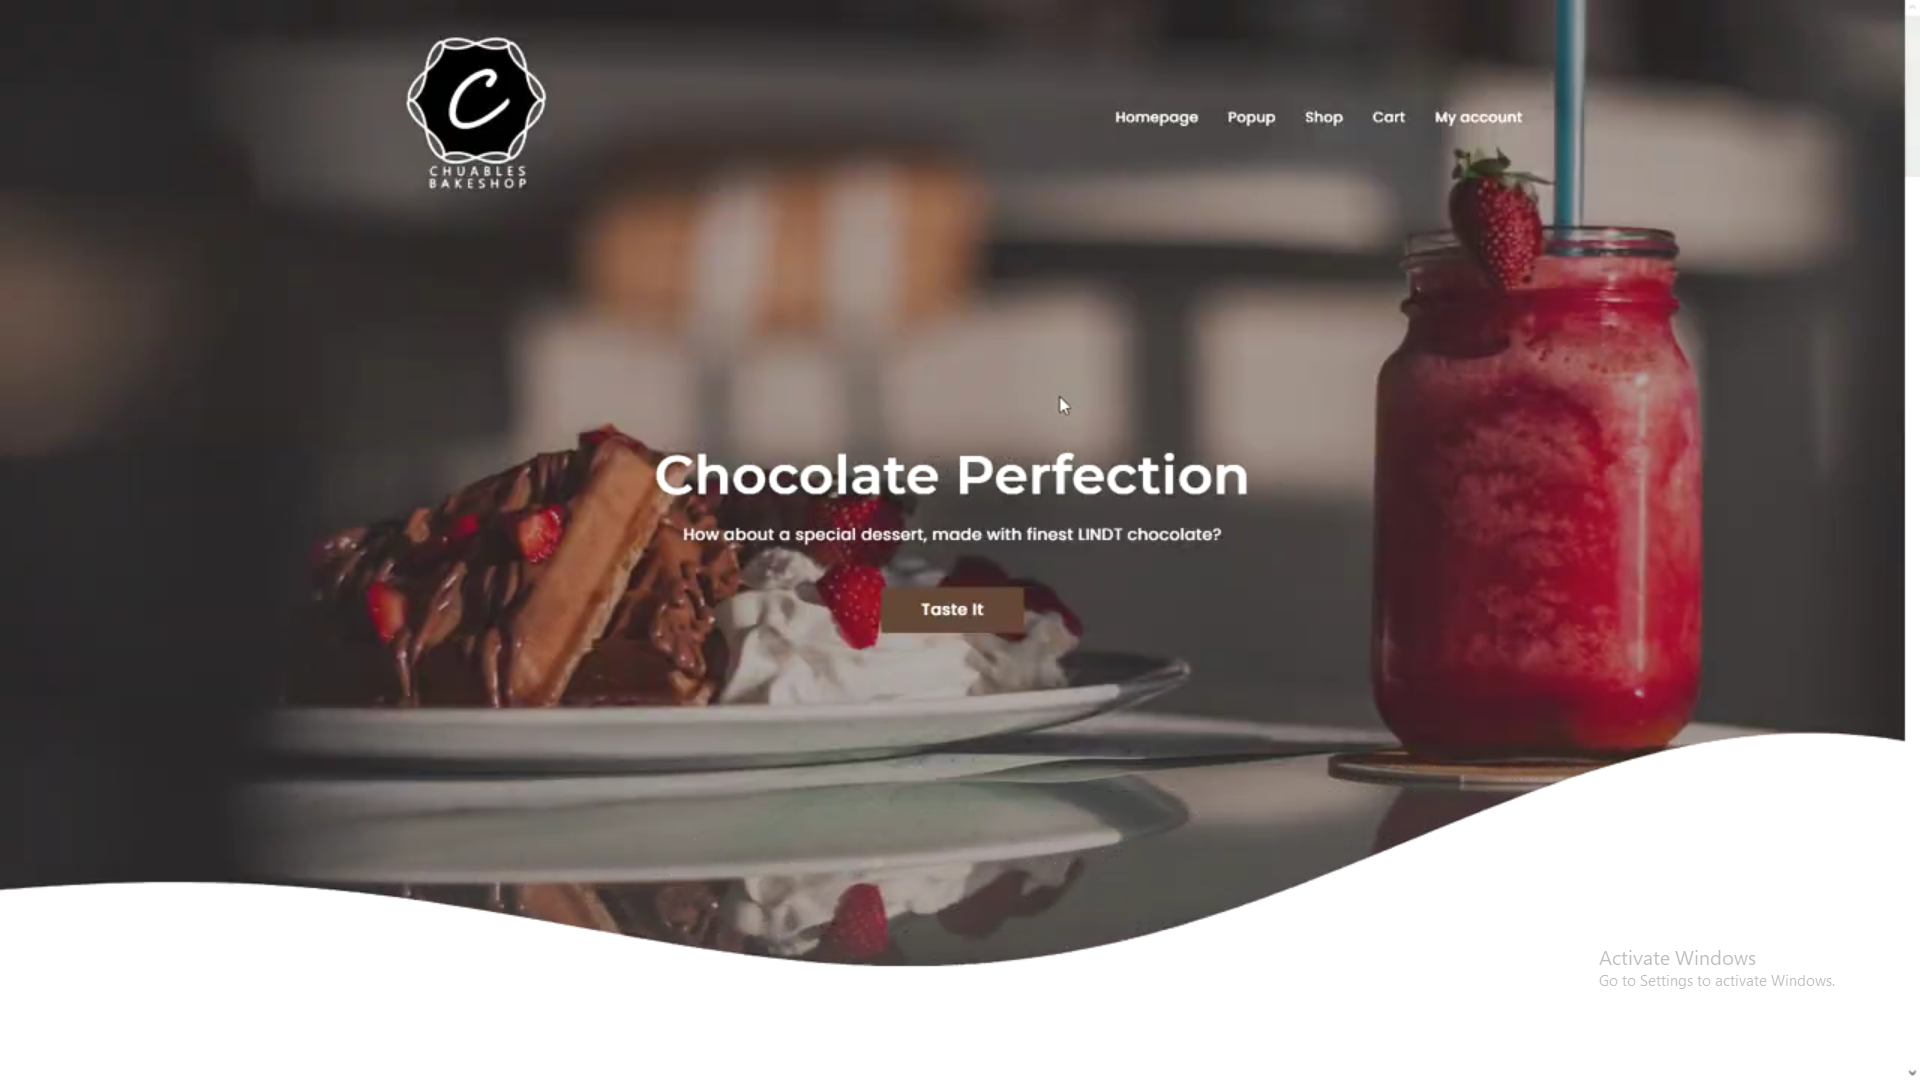 C
CHUABLES
BAKESHOP
Homepage Popup Shop Cart My account
Chocolate Perfection
How about a special dessert, made with finest LINDT chocolate?
Taste It
Activate Windows
Go to Settings to activate Windows.